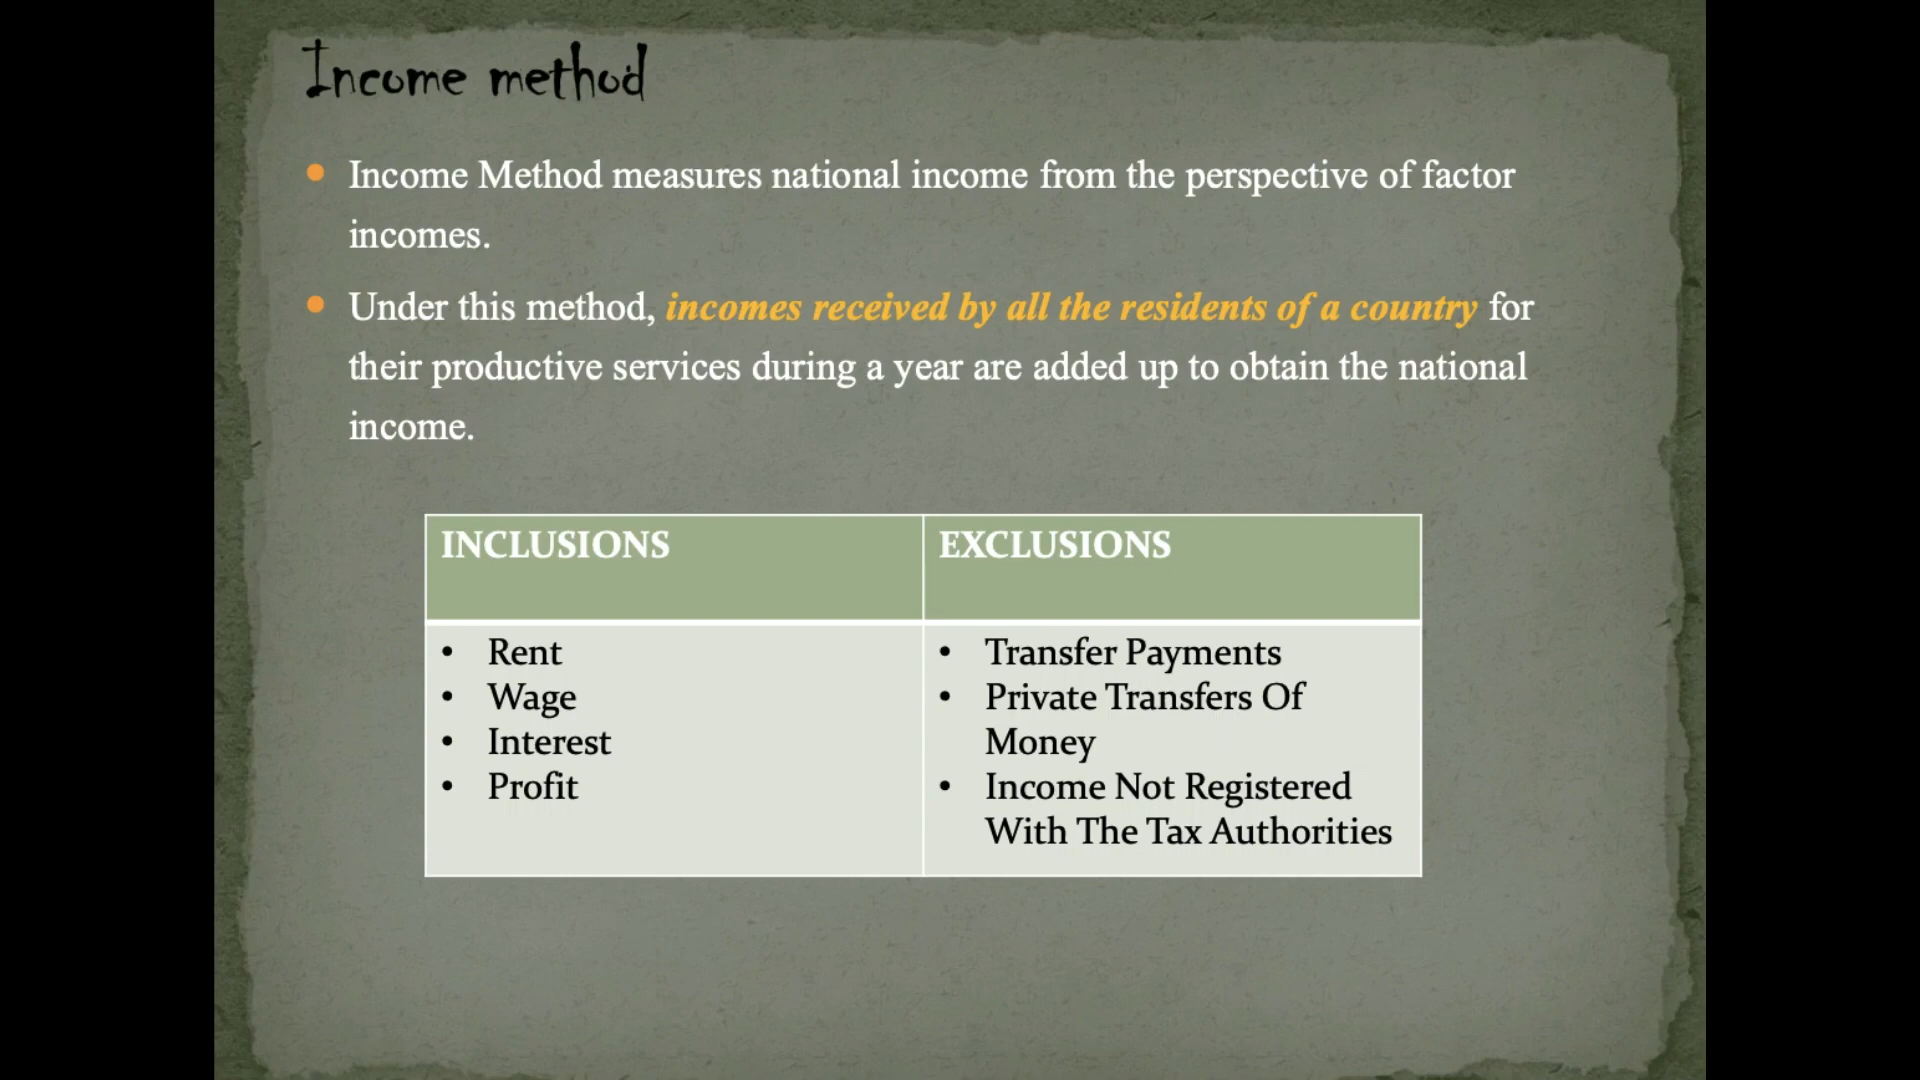 Income method
• Income Method measures national income from the perspective of factor
incomes.
• Under this method, incomes received by all the residents of a country for
their productive services during a year are added up to obtain the national
income.
INCLUSIONS
• Rent
• Wage
• Interest
• Profit
EXCLUSIONS
• Transfer Payments
• Private Transfers Of
Money
• Income Not Registered
With The Tax Authorities